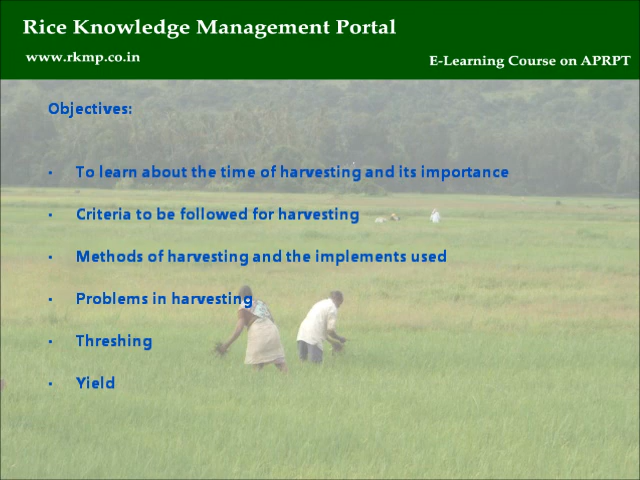 Rice Knowledge Management Portal
www.rkmp.co.in
E-Learning Course on APRPT
Objectives:
• To learn about the time of harvesting and its importance
• Criteria to be followed for harvesting
• Methods of harvesting and the implements used
• Problems in harvesting
• Threshing
• Yield